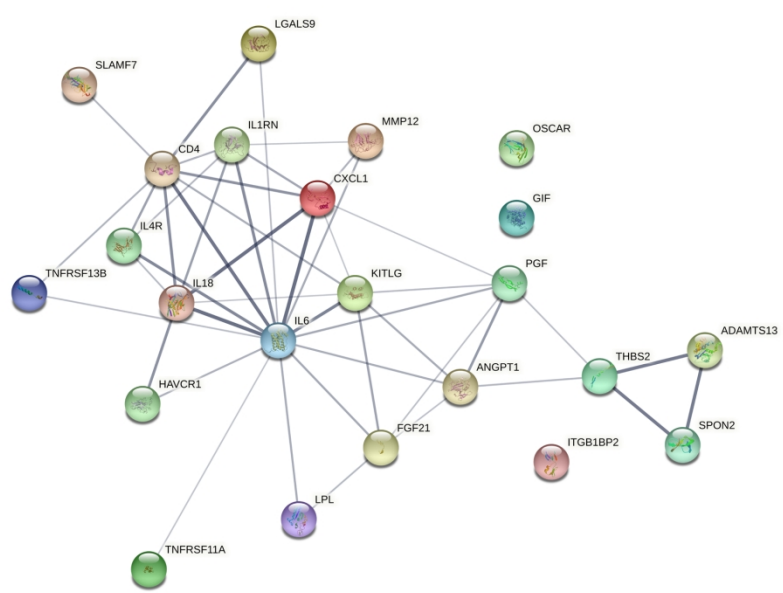 LGALS9
SLAMF7
IL1RN
MMP12
OSCAR
CD4
CXCL1
GIF
IL4R
TNFRSF13B
IL18
KITLG
PGF
IL6
ADAMTS13
THBS2
HAVCR1
ANGPT1
FGF21
SPON2
ITGB1BP2
LPL
TNFRSF11A